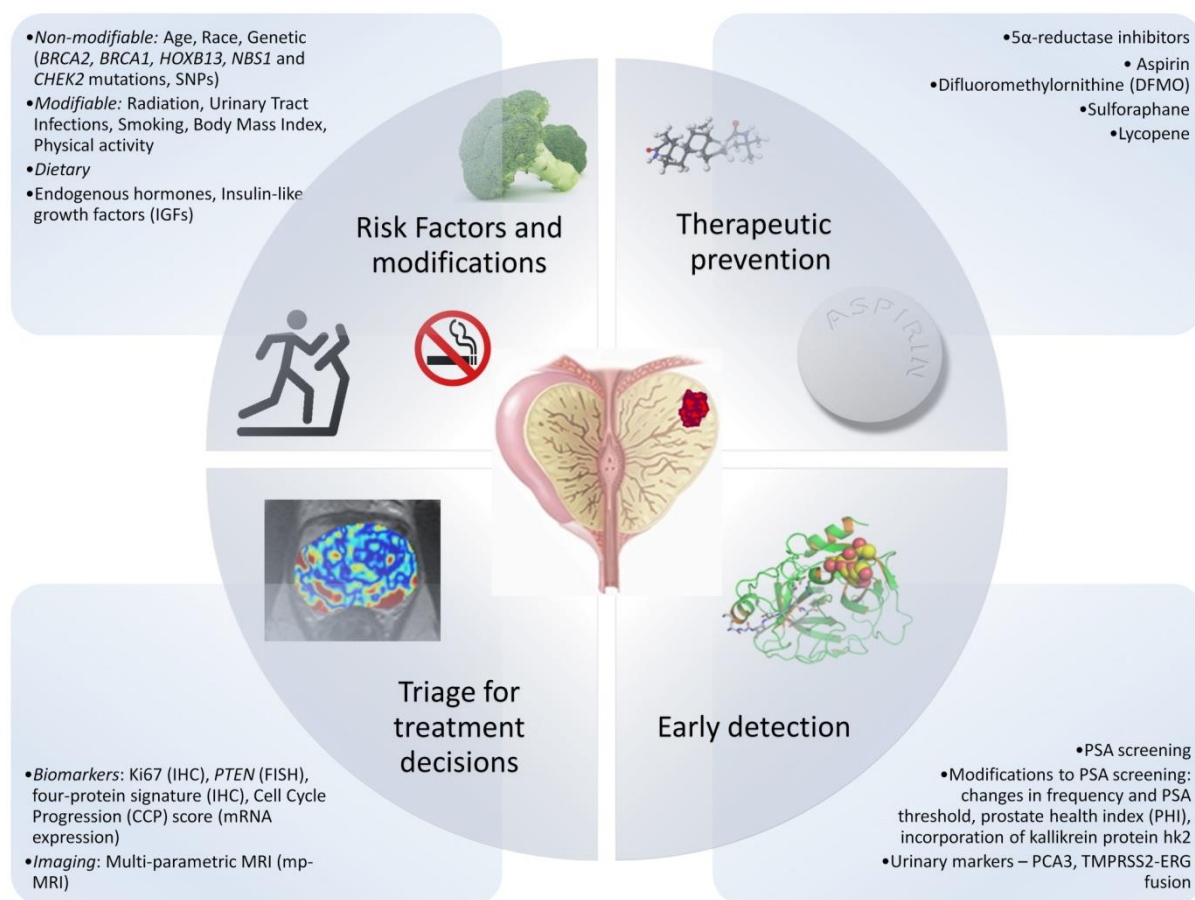 •Non-modifiable: Age, Race, Genetic
(BRCA2, BRCA1, HOXB13, NBS1 and
CHEK2 mutations, SNPs)
•Modifiable: Radiation, Urinary Tract
Infections, Smoking, Body Mass Index,
Physical activity
•Dietary
•Endogenous hormones, Insulin-like
growth factors (IGFs)
Risk Factors and
modifications
•5α-reductase inhibitors
• Aspirin
•Difluoromethylornithine (DFMO)
•Sulforaphane
•Lycopene
Therapeutic
prevention
ASPIRIN
Triage for
treatment
decisions
•Biomarkers: Ki67 (IHC), PTEN (FISH),
four-protein signature (IHC), Cell Cycle
Progression (CCP) score (mRNA
expression)
•Imaging: Multi-parametric MRI (mp-
MRI)
Early detection
•PSA screening
•Modifications to PSA screening:
changes in frequency and PSA
threshold, prostate health index (PHI),
incorporation of kallikrein protein hk2
•Urinary markers – PCA3, TMPRSS2-ERG
fusion